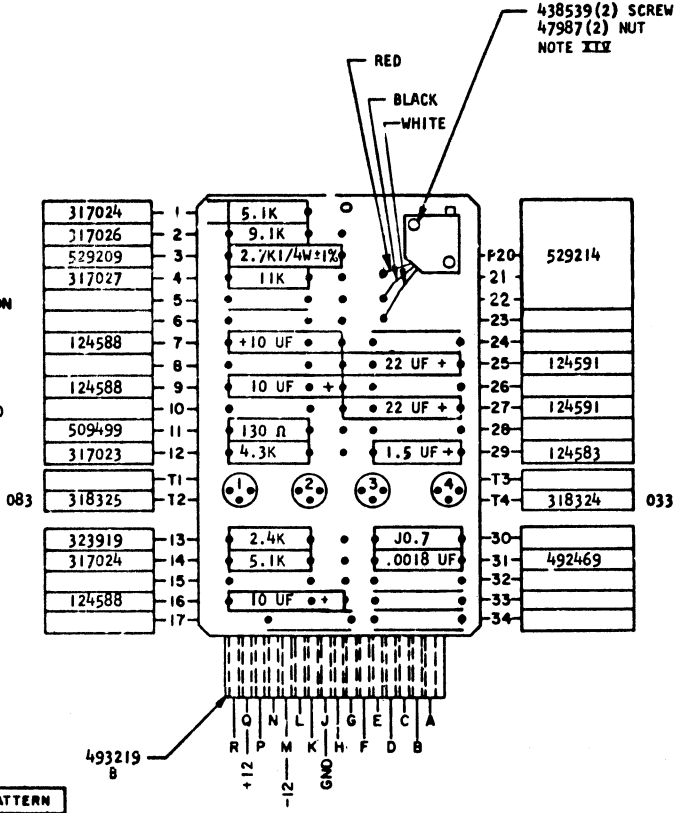 438539(2) SCREW
47987(2) NUT
NOTE XIV
RED
BLACK
WHITE
317024 1 5.1K
317026 2 9.1K
529209 3 2.7K1/4W±1% P20 529214
317027 4 11K 21
ON 5 22
6 23
124588 7 +10 UF 24
8 22 UF + 25 124591
124588 9 10 UF + 26
10 22 UF + 27 124591
509499 11 130 Ω 28
317023 12 4.3K 1.5 UF + 29 124583
T1 1 2 3 4 T3
083 318325 T2 T4 318324 033
323919 13 2.4K J0.7 30
317024 14 5.1K .0018 UF 31 492469
15 32
124588 16 10 UF + 33
17 34
Q N L J G E C A
R P M K H F D B
+12 -12 GND
493219
B
ATTERN